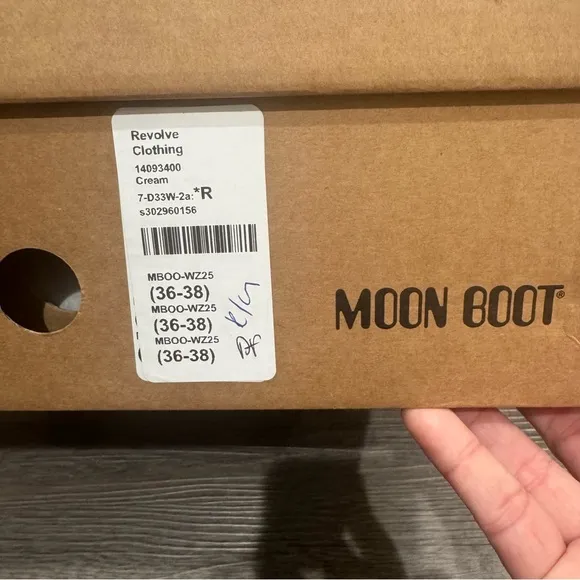 Revolve
Clothing
14093400
Cream
7-D33W-2a:*R
s302960156
MBOO-WZ25
(36-38)
MBOO-WZ25
(36-38)
MBOO-WZ25
(36-38)
MOON BOOT®